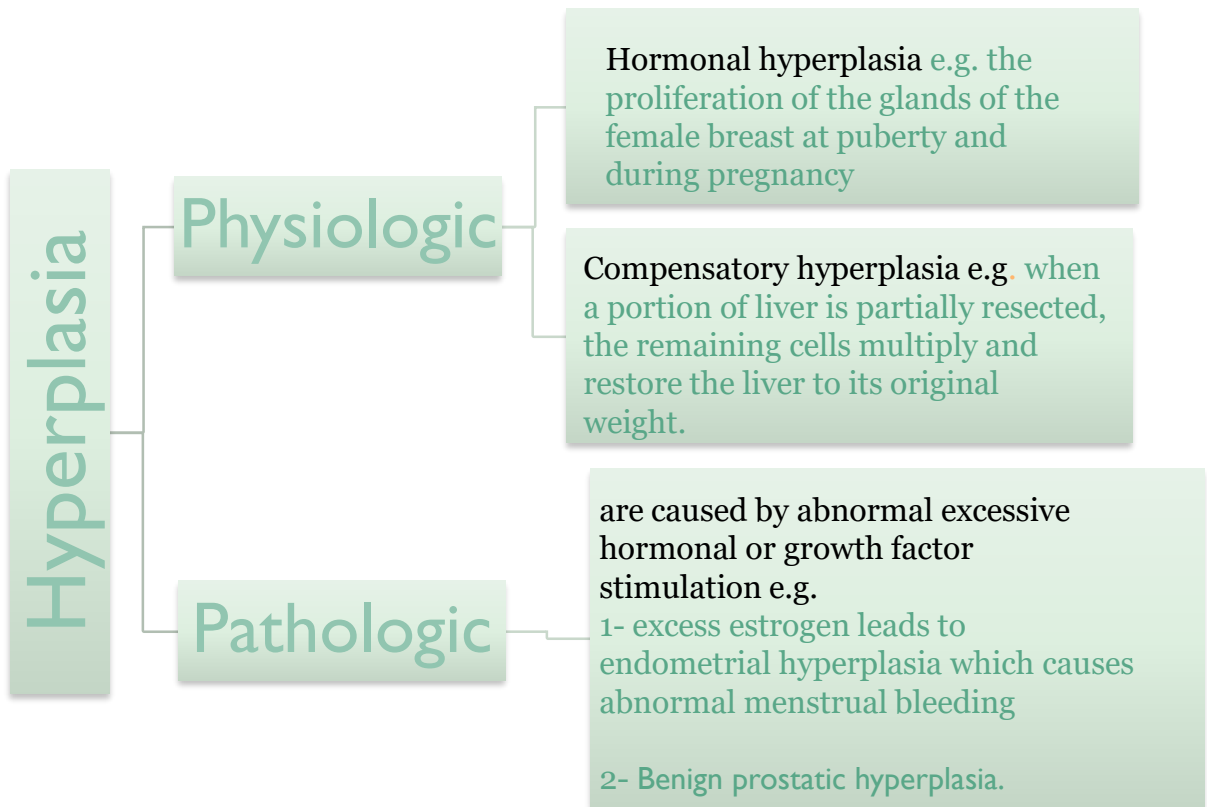 Hyperplasia
Physiologic
Hormonal hyperplasia e.g. the
proliferation of the glands of the
female breast at puberty and
during pregnancy
Compensatory hyperplasia e.g. when
a portion of liver is partially resected,
the remaining cells multiply and
restore the liver to its original
weight.
Pathologic
are caused by abnormal excessive
hormonal or growth factor
stimulation e.g.
1- excess estrogen leads to
endometrial hyperplasia which causes
abnormal menstrual bleeding
2- Benign prostatic hyperplasia.